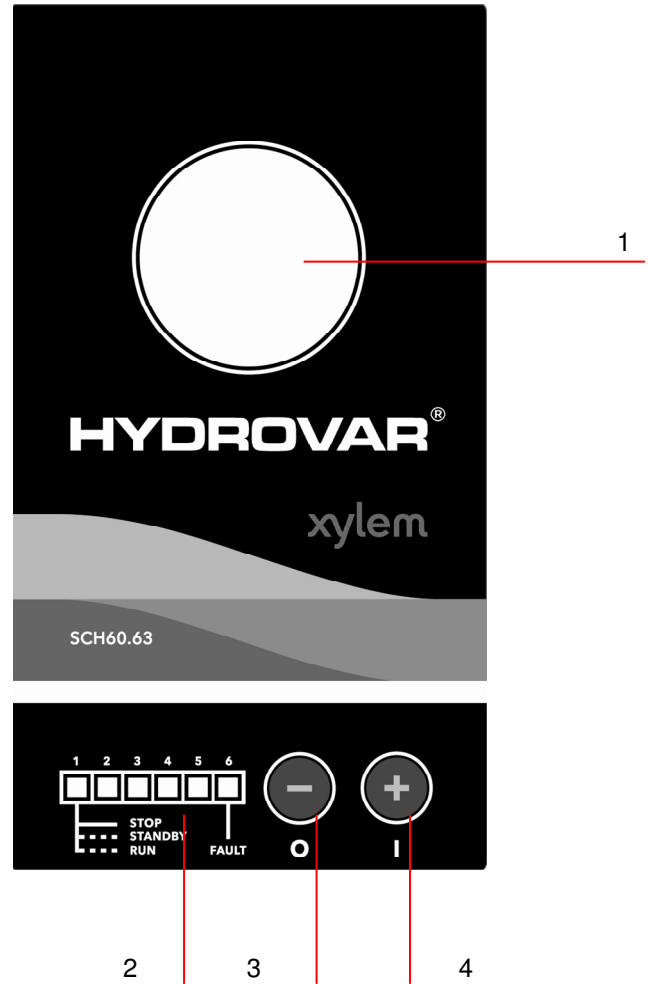 1
HYDROVAR®
xylem
SCH60.63
1 2 3 4 5 6
STOP
STANDBY
RUN
FAULT
O I
2 3 4